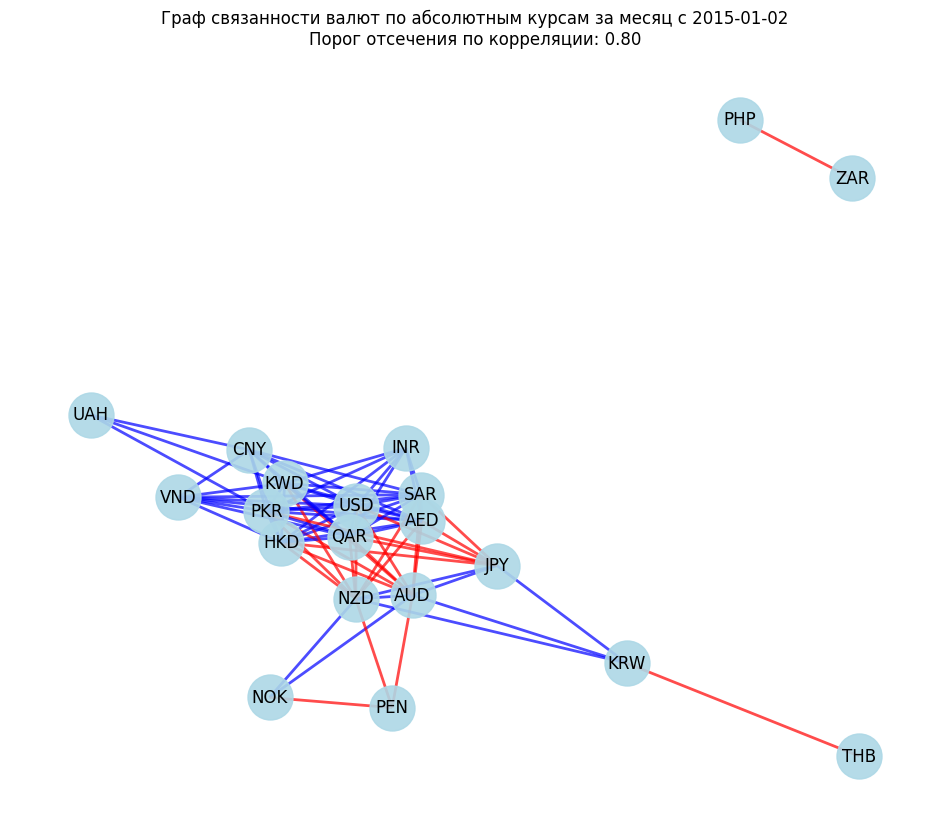 Граф связанности валют по абсолютным курсам за месяц с 2015-01-02
Порог отсечения по корреляции: 0.80
PHP
ZAR
UAH
CNY
INR
KWD
VND
SAR
USD
PKR
AED
QAR
HKD
JPY
NZD
AUD
KRW
NOK
PEN
THB